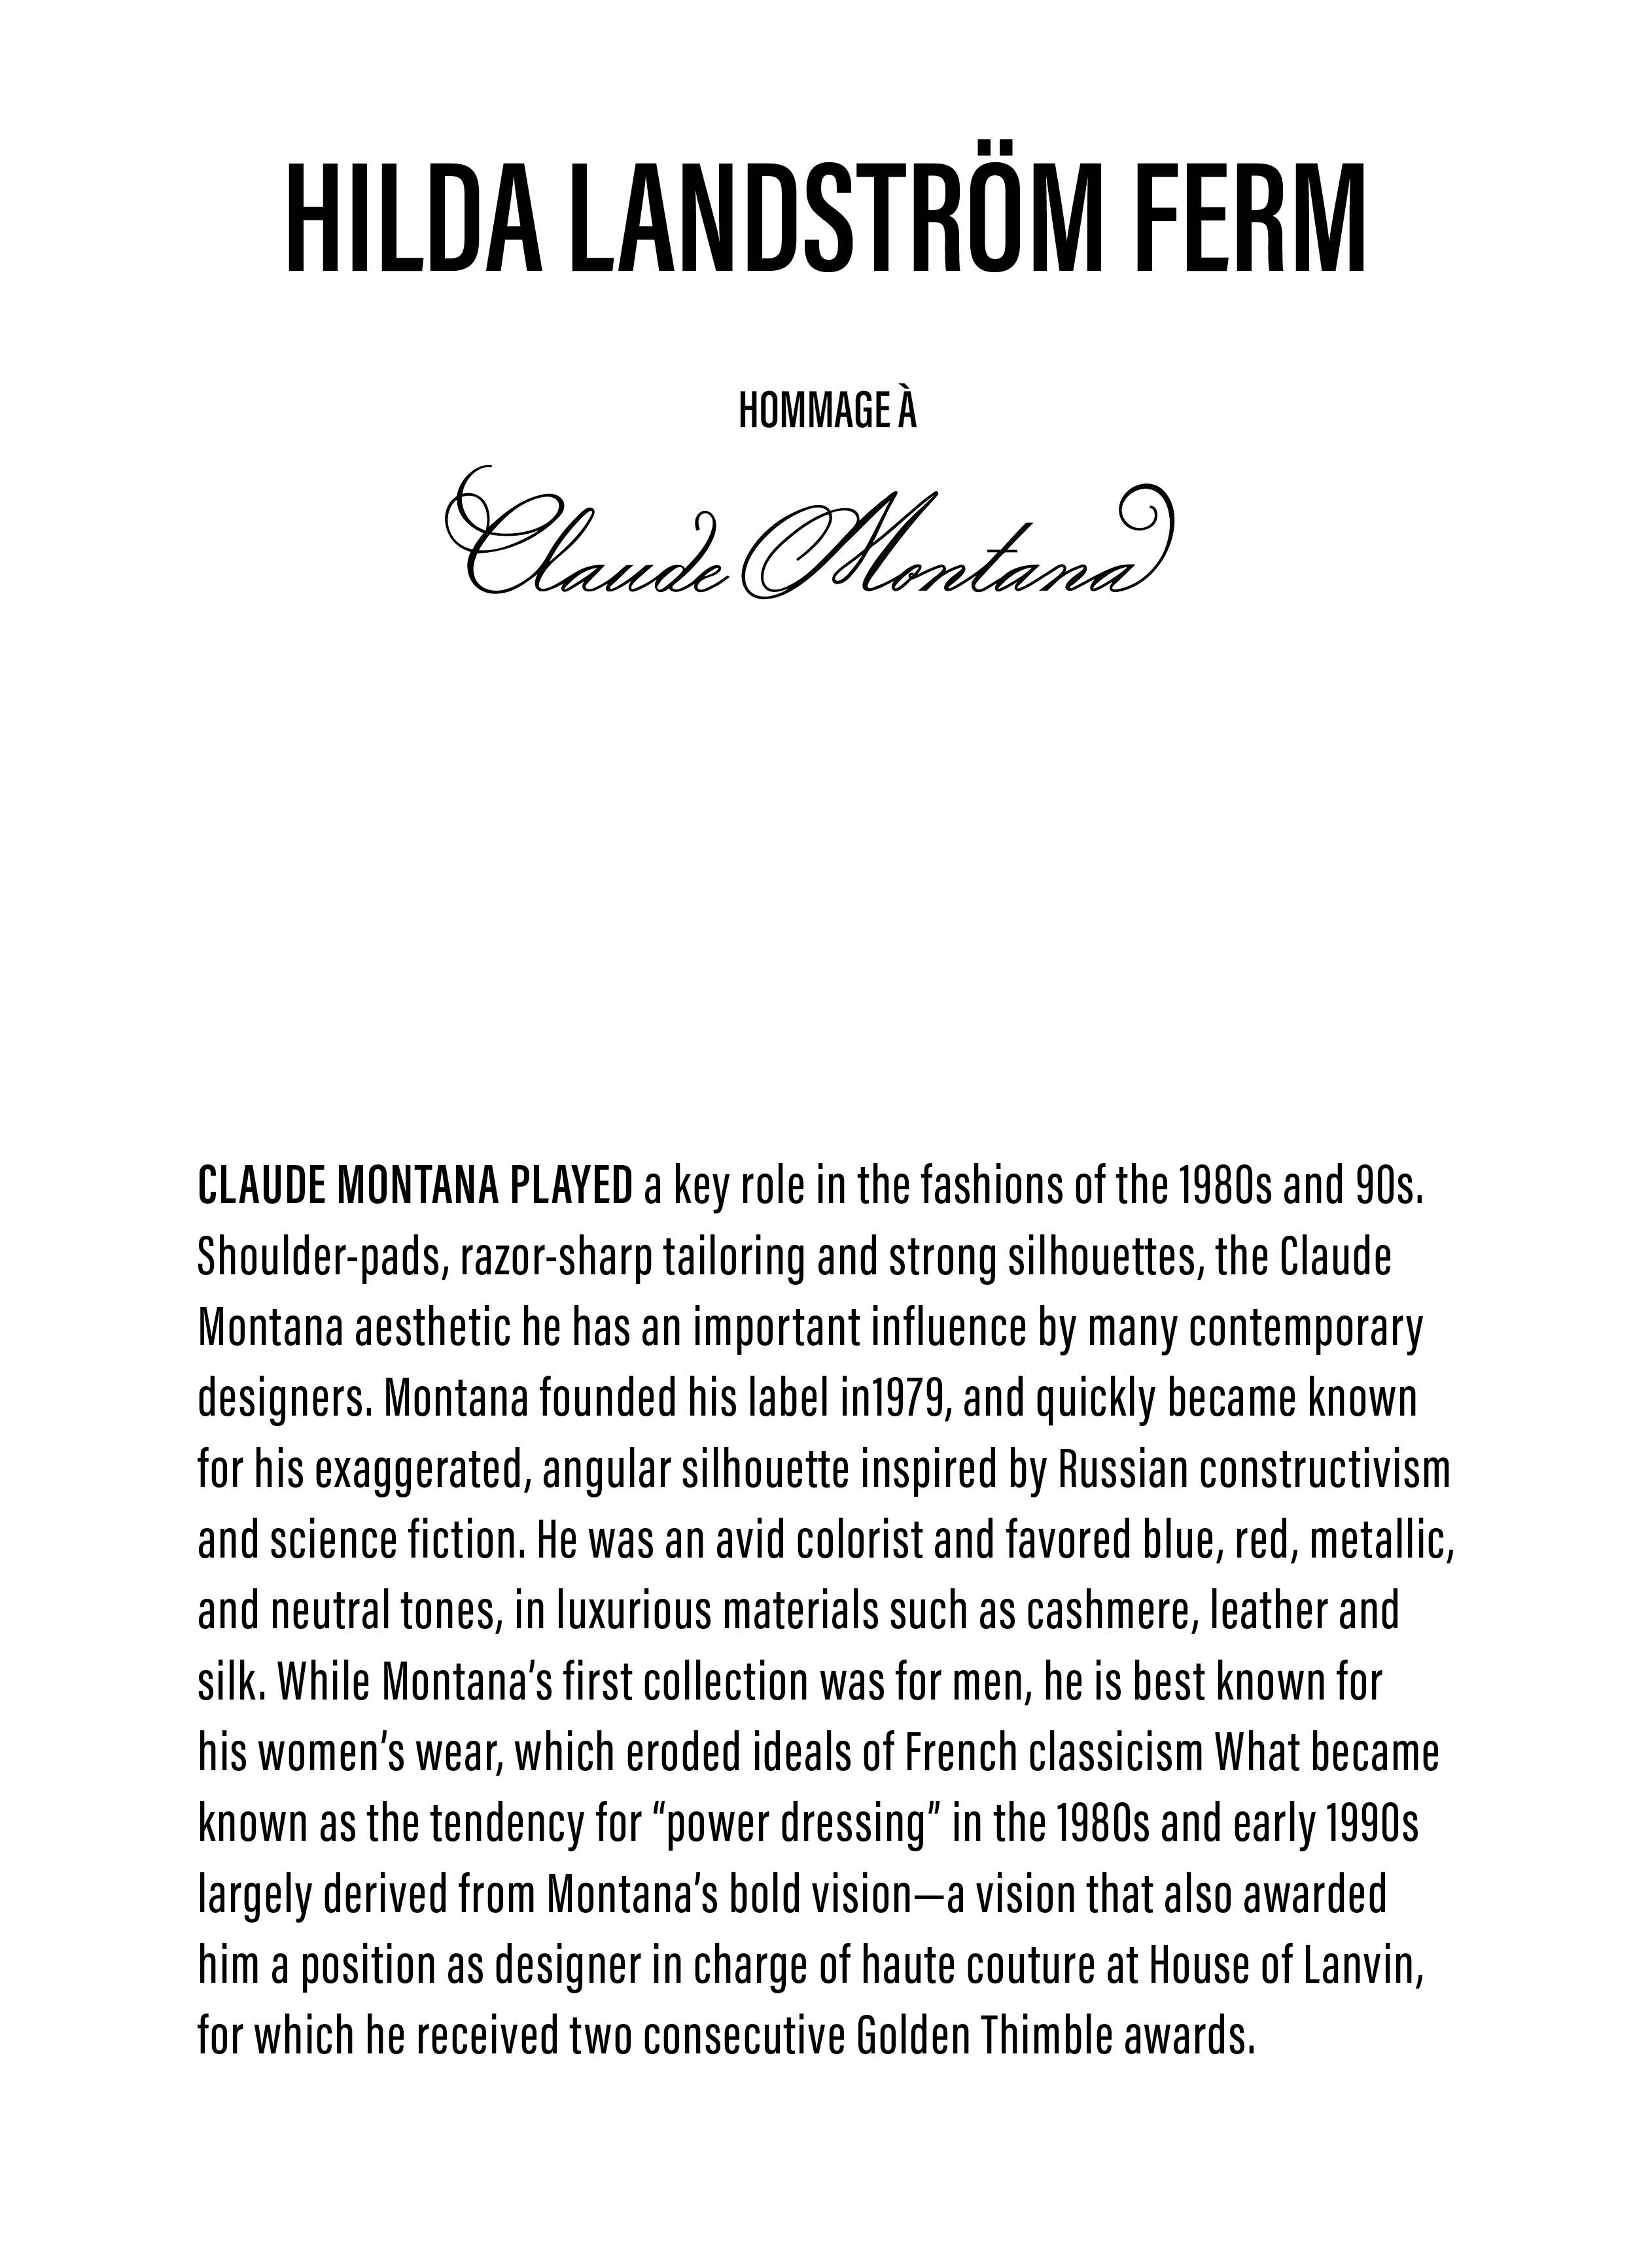 HILDA LANDSTRÖM FERM
HOMMAGE À
Claude Montana
CLAUDE MONTANA PLAYED a key role in the fashions of the 1980s and 90s.
Shoulder-pads, razor-sharp tailoring and strong silhouettes, the Claude
Montana aesthetic he has an important influence by many contemporary
designers. Montana founded his label in1979, and quickly became known
for his exaggerated, angular silhouette inspired by Russian constructivism
and science fiction. He was an avid colorist and favored blue, red, metallic,
and neutral tones, in luxurious materials such as cashmere, leather and
silk. While Montana’s first collection was for men, he is best known for
his women’s wear, which eroded ideals of French classicism What became
known as the tendency for “power dressing” in the 1980s and early 1990s
largely derived from Montana’s bold vision—a vision that also awarded
him a position as designer in charge of haute couture at House of Lanvin,
for which he received two consecutive Golden Thimble awards.